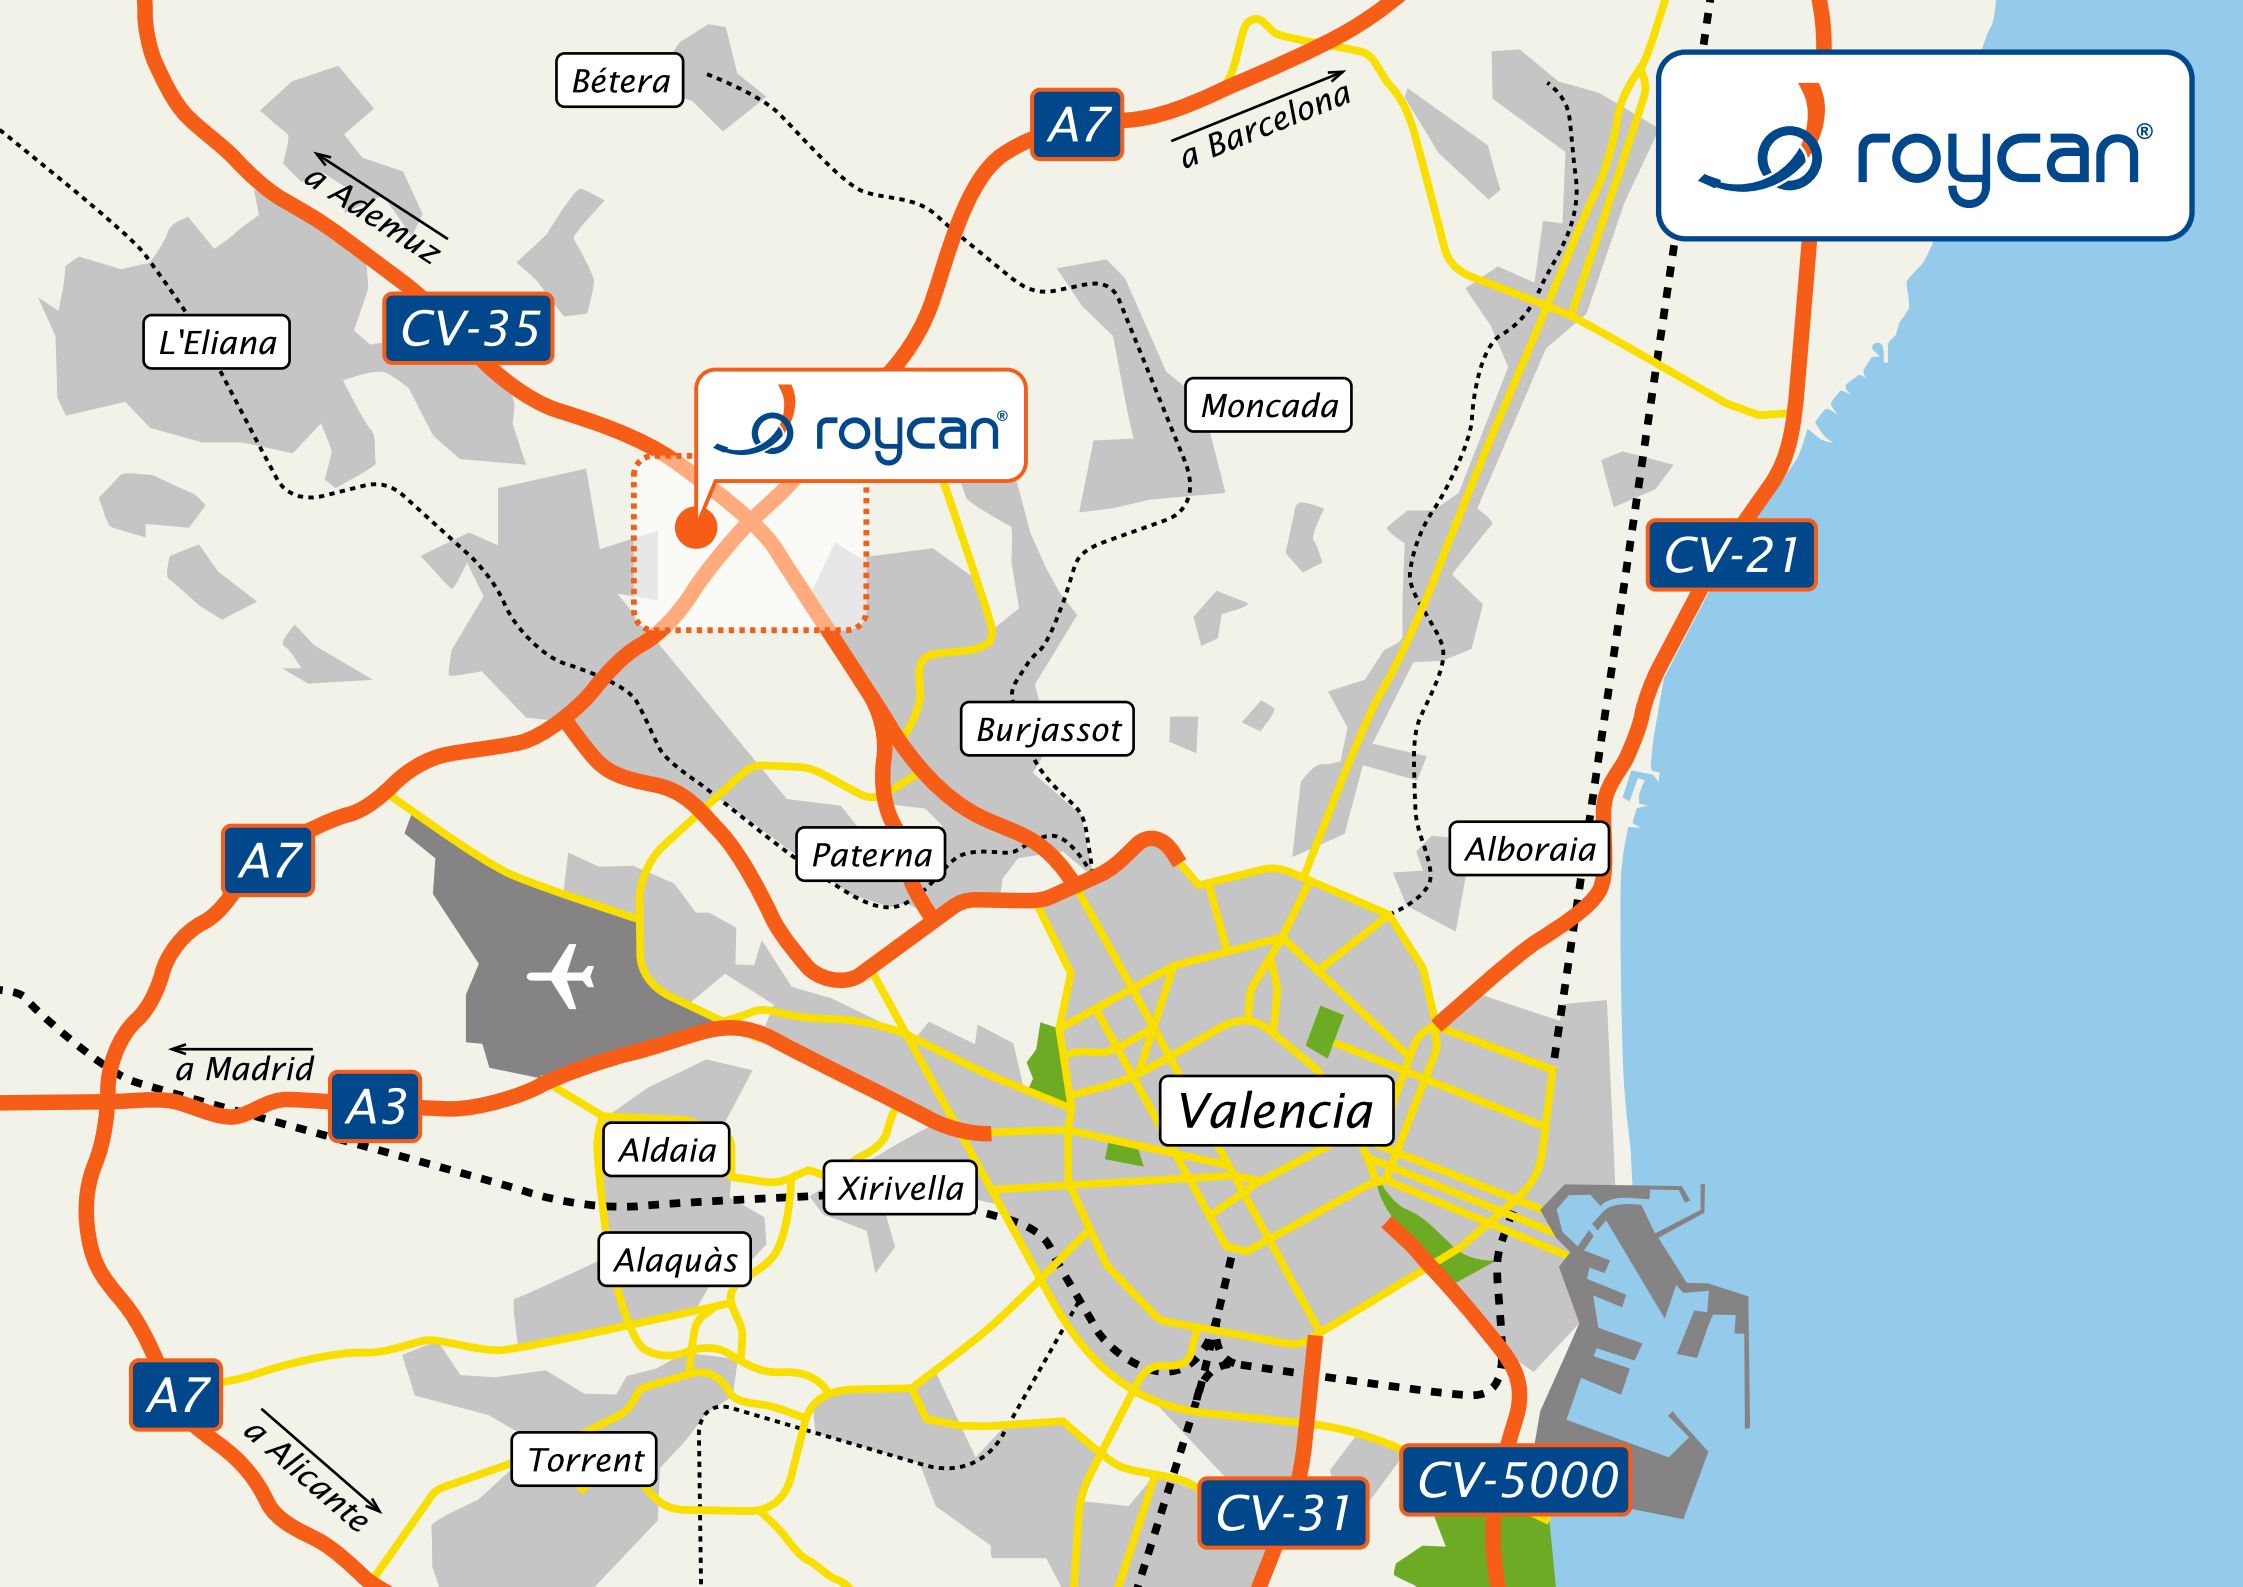 Bétera
A7
a Barcelona
roycan®
a Ademuz
CV-35
L'Eliana
roycan®
Moncada
CV-21
Burjassot
A7
Paterna
Alboraia
a Madrid
A3
Valencia
Aldaia
Xirivella
Alaquàs
A7
a Alicante
Torrent
CV-5000
CV-31